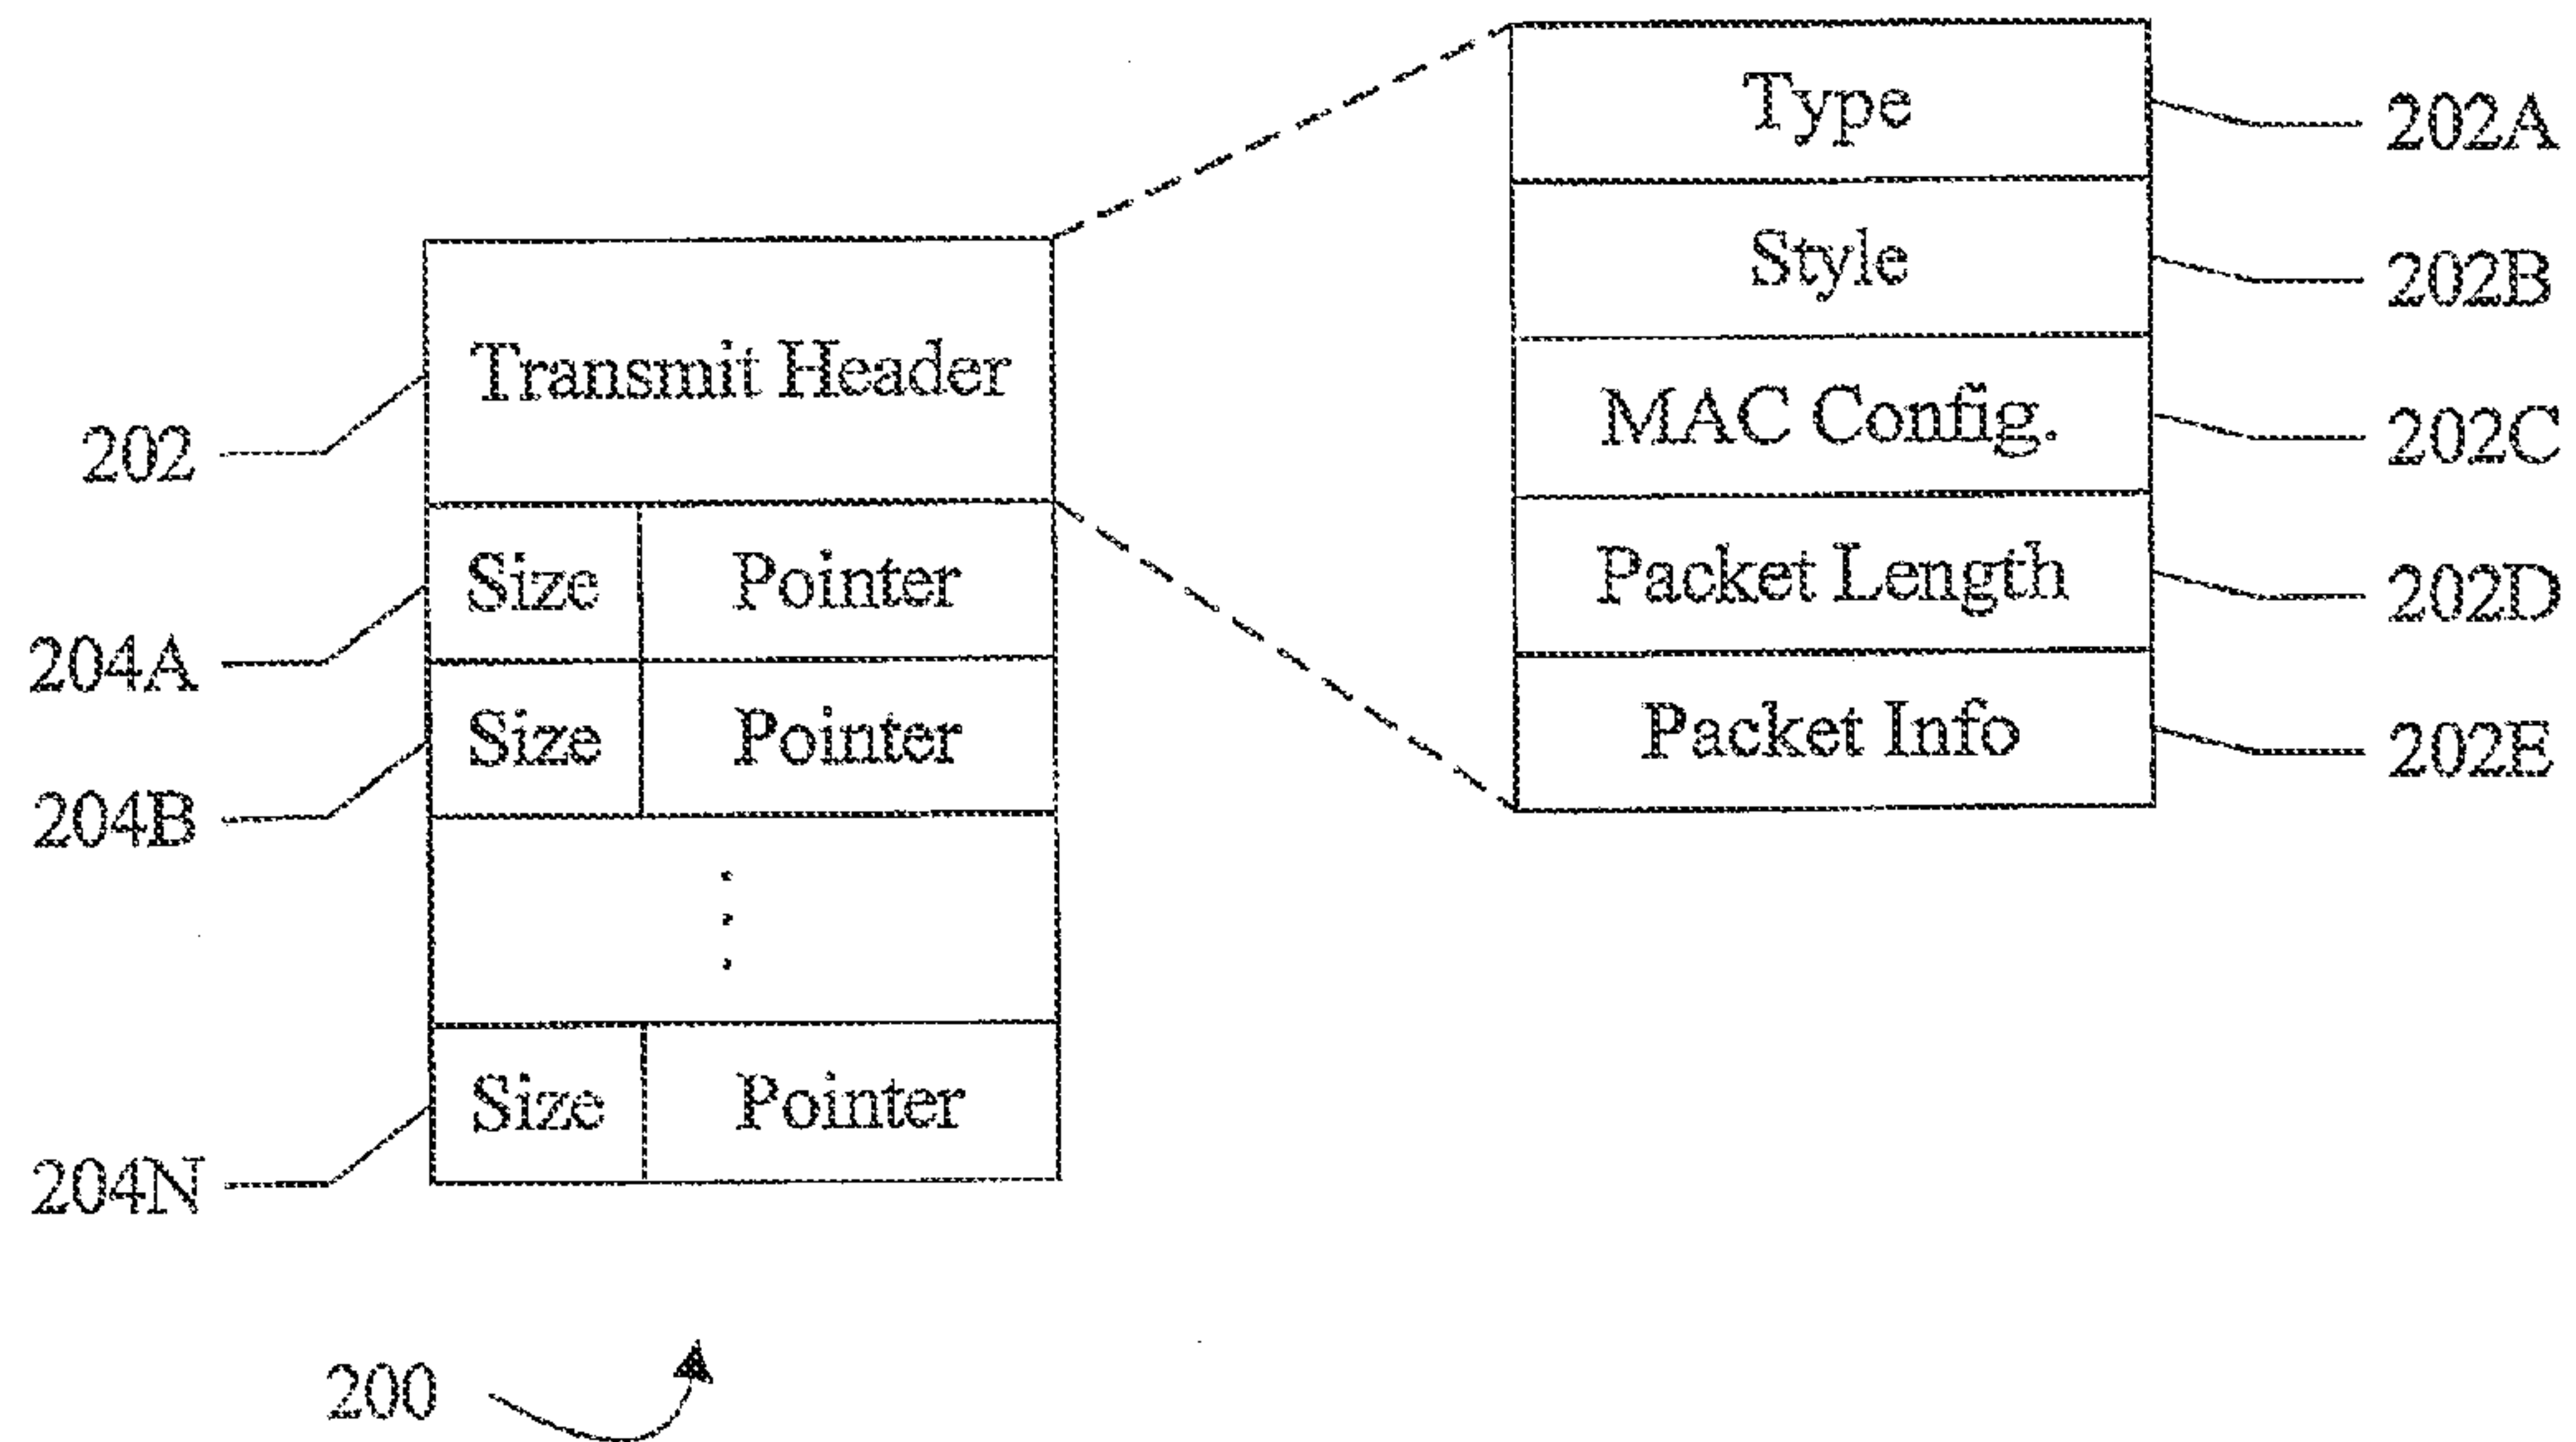 Transmit Header
202
Size Pointer
204A
Size Pointer
204B
Size Pointer
204N
200
Type
202A
Style
202B
MAC Config.
202C
Packet Length
202D
Packet Info
202E